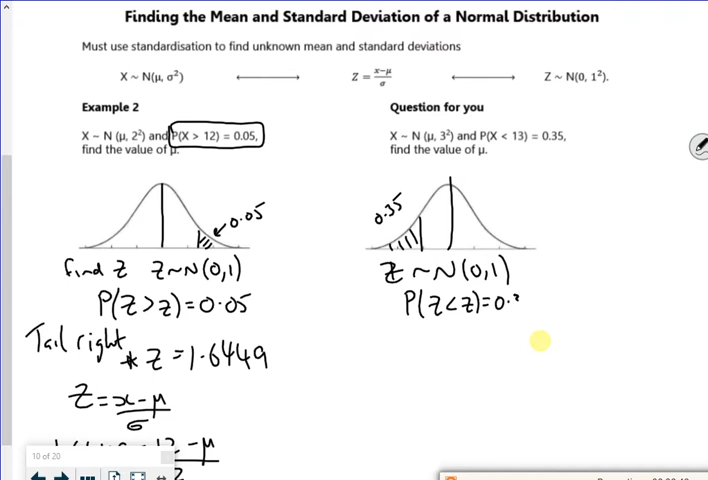 Finding the Mean and Standard Deviation of a Normal Distribution
Must use standardisation to find unknown mean and standard deviations
X ~ N(μ, σ²)
Z = x−μ/σ
Z ~ N(0, 1²).
Example 2
X ~ N (μ, 2²) and P(X > 12) = 0.05,
find the value of μ.
0.05
find Z Z~N(0,1)
P(Z>z)=0.05
Tail right
* Z = 1.6449
Z = x-μ/σ
12-μ
2
Question for you
X ~ N (μ, 3²) and P(X < 13) = 0.35,
find the value of μ.
0.35
Z ~N(0,1)
P(Z<z)=0.
10 of 20